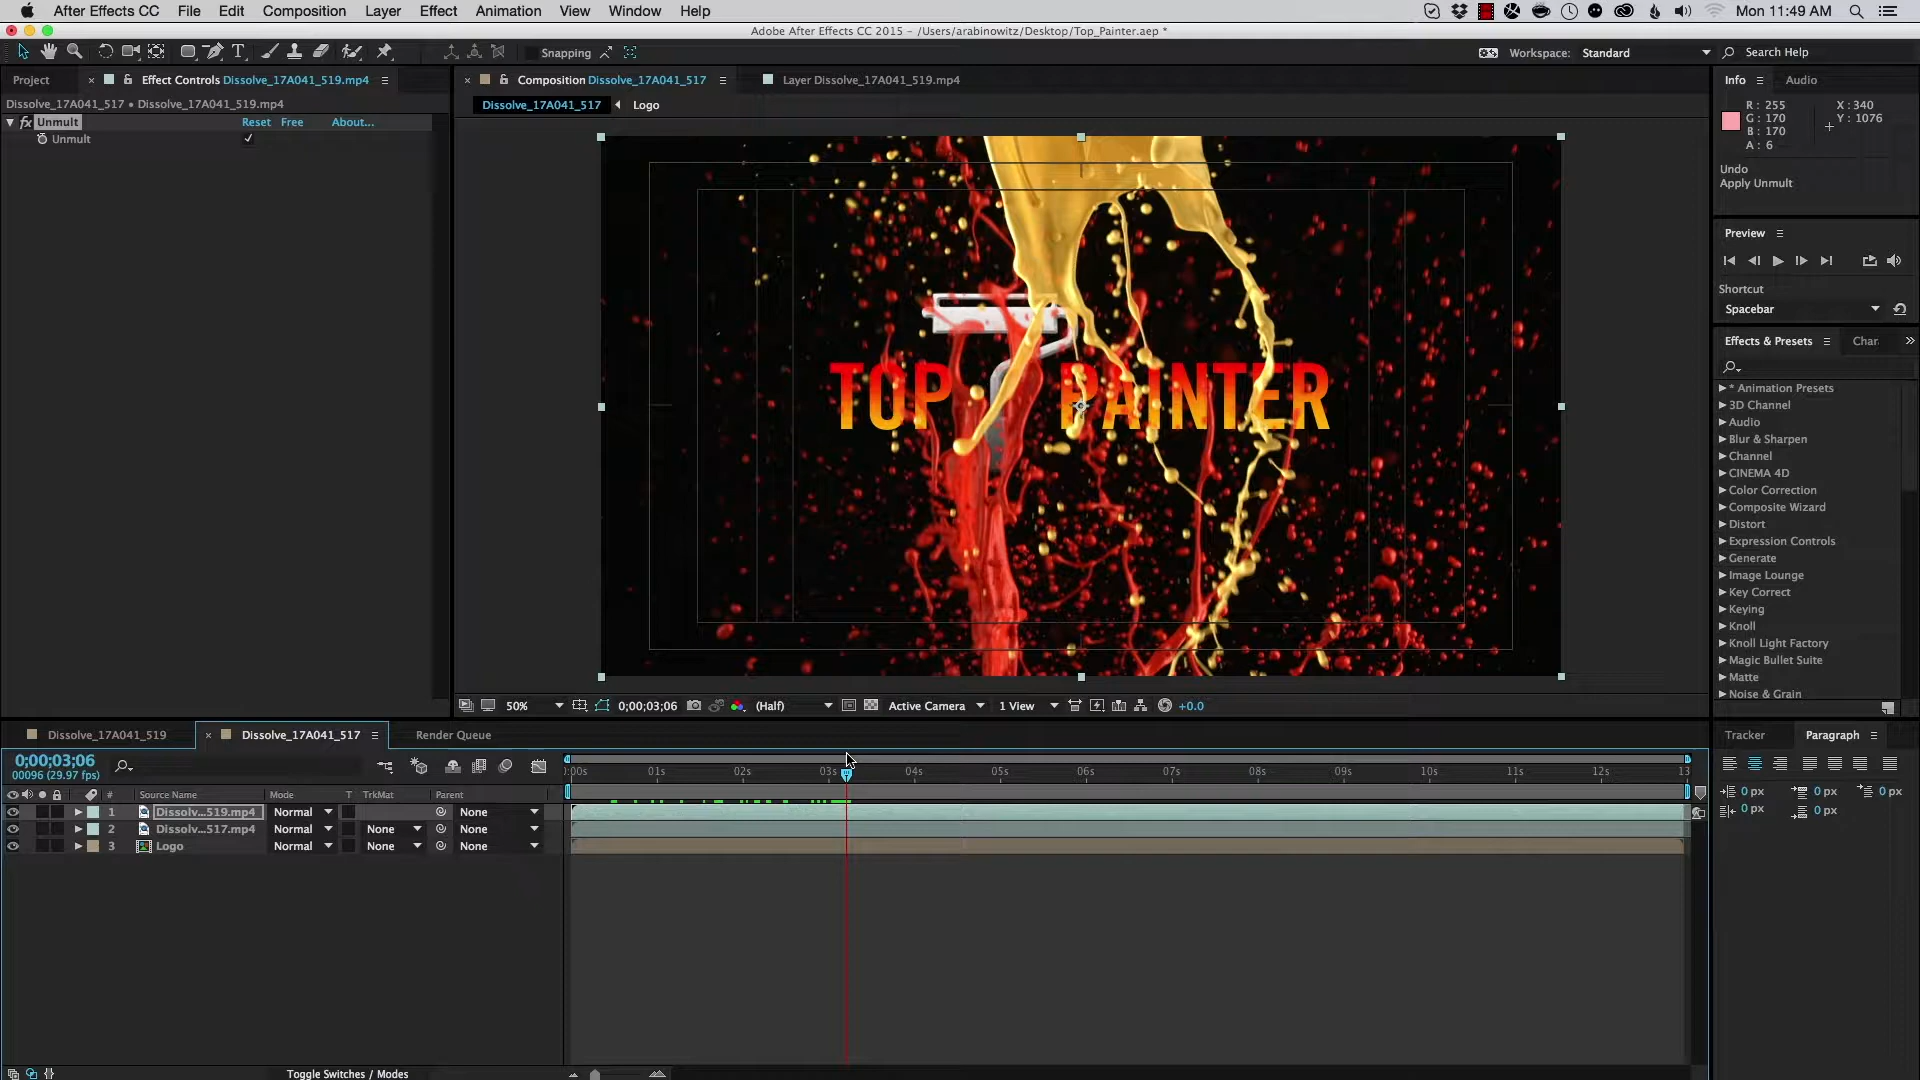 After Effects CC File Edit Composition Layer Effect Animation View Window Help Mon 11:49 AM
Adobe After Effects CC 2015 - /Users/arabinowitz/Desktop/Top_Painter.aep *
Snapping Workspace: Standard Search Help
Project Effect Controls Dissolve_17A041_519.mp4 Composition Dissolve_17A041_517 Layer Dissolve_17A041_519.mp4 Info Audio
Dissolve_17A041_517 • Dissolve_17A041_519.mp4 Dissolve_17A041_517 Logo
fx Unmult Reset Free About...
Unmult
R: 255 X: 340
G: 170 Y: 1076
B: 170
A: 6
Undo
Apply Unmult
Preview
Shortcut
Spacebar
Effects & Presets Char
* Animation Presets
3D Channel
Audio
Blur & Sharpen
Channel
CINEMA 4D
Color Correction
Composite Wizard
Distort
Expression Controls
Generate
Image Lounge
Key Correct
Keying
Knoll
Knoll Light Factory
Magic Bullet Suite
Matte
Noise & Grain
TOP PAINTER
50% 0;00;03;06 (Half) Active Camera 1 View +0.0
Dissolve_17A041_519 Dissolve_17A041_517 Render Queue Tracker Paragraph
0;00;03;06
00096 (29.97 fps)
:00s 01s 02s 03s 04s 05s 06s 07s 08s 09s 10s 11s 12s 13
# Source Name Mode T TrkMat Parent
1 Dissolv...519.mp4 Normal None
2 Dissolv...517.mp4 Normal None None
3 Logo Normal None None
0 px 0 px 0 px
0 px 0 px
Toggle Switches / Modes